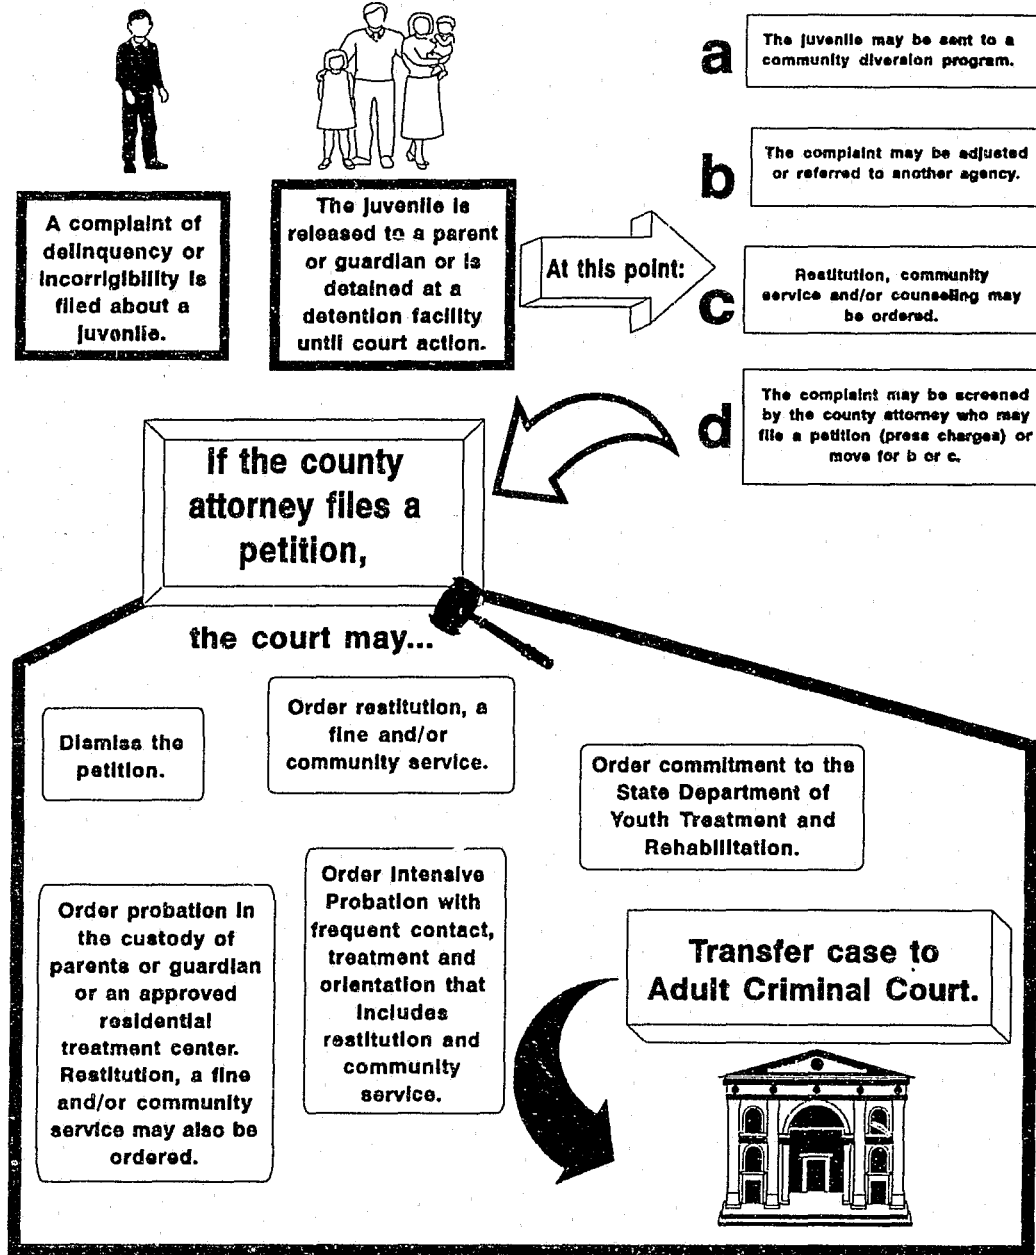 A complaint of
delinquency or
incorrigibility is
filed about a
juvenile.
The juvenile is
released to a parent
or guardian or is
detained at a
detention facility
until court action.
At this point:
a
The juvenile may be sent to a
community diversion program.
b
The complaint may be adjusted
or referred to another agency.
c
Restitution, community
service and/or counseling may
be ordered.
d
The complaint may be screened
by the county attorney who may
file a petition (press charges) or
move for b or c.
If the county
attorney files a
petition,
the court may...
Dismiss the
petition.
Order restitution, a
fine and/or
community service.
Order commitment to the
State Department of
Youth Treatment and
Rehabilitation.
Order probation in
the custody of
parents or guardian
or an approved
residential
treatment center.
Restitution, a fine
and/or community
service may also be
ordered.
Order Intensive
Probation with
frequent contact,
treatment and
orientation that
includes
restitution and
community
service.
Transfer case to
Adult Criminal Court.